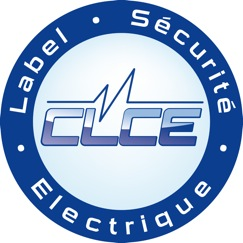 · Label · Sécurité ·
CLCE
Electrique